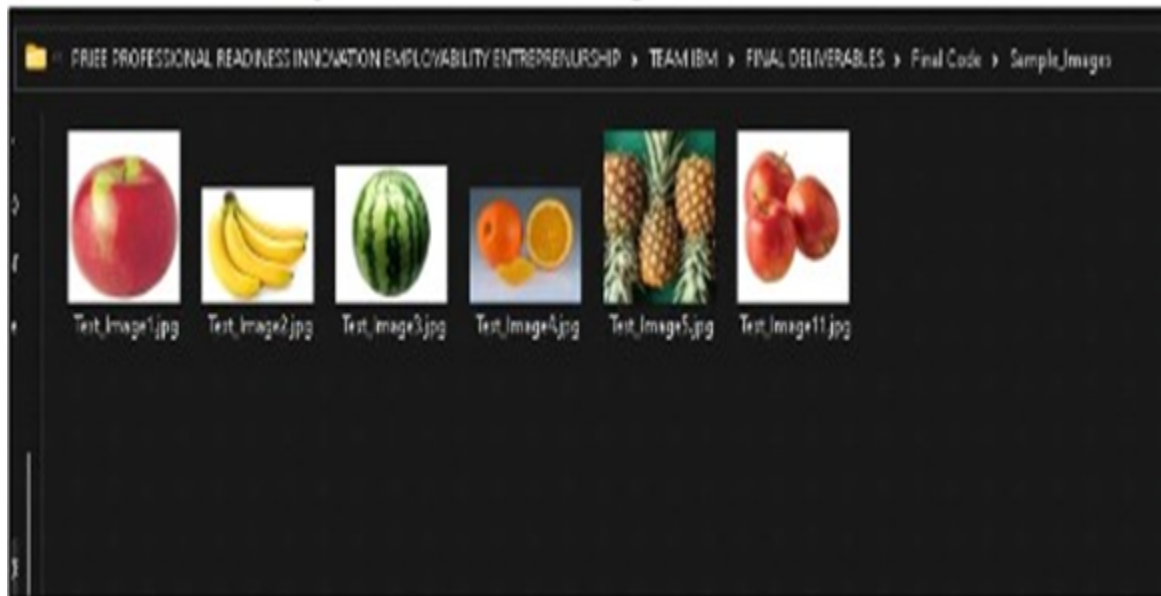 PRIEE PROFESSIONAL READINESS INNOVATION EMPLOYABILITY ENTREPRENURSHIP > TEAM IBM > FINAL DELIVERABLES > Final Code > Sample_Images
Test_Image1.jpg Test_Image2.jpg Test_Image3.jpg Test_Image4.jpg Test_Image5.jpg Test_Image11.jpg